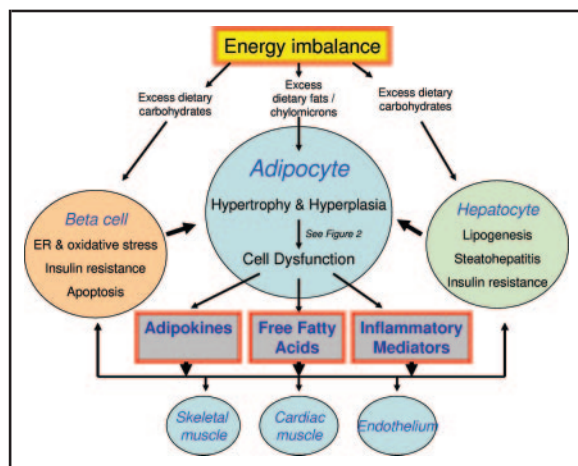 Energy imbalance
Excess dietary
carbohydrates
Excess
dietary fats /
chylomicrons
Excess dietary
carbohydrates
Adipocyte
Hypertrophy & Hyperplasia
See Figure 2
Cell Dysfunction
Beta cell
ER & oxidative stress
Insulin resistance
Apoptosis
Hepatocyte
Lipogenesis
Steatohepatitis
Insulin resistance
Adipokines
Free Fatty
Acids
Inflammatory
Mediators
Skeletal
muscle
Cardiac
muscle
Endothelium